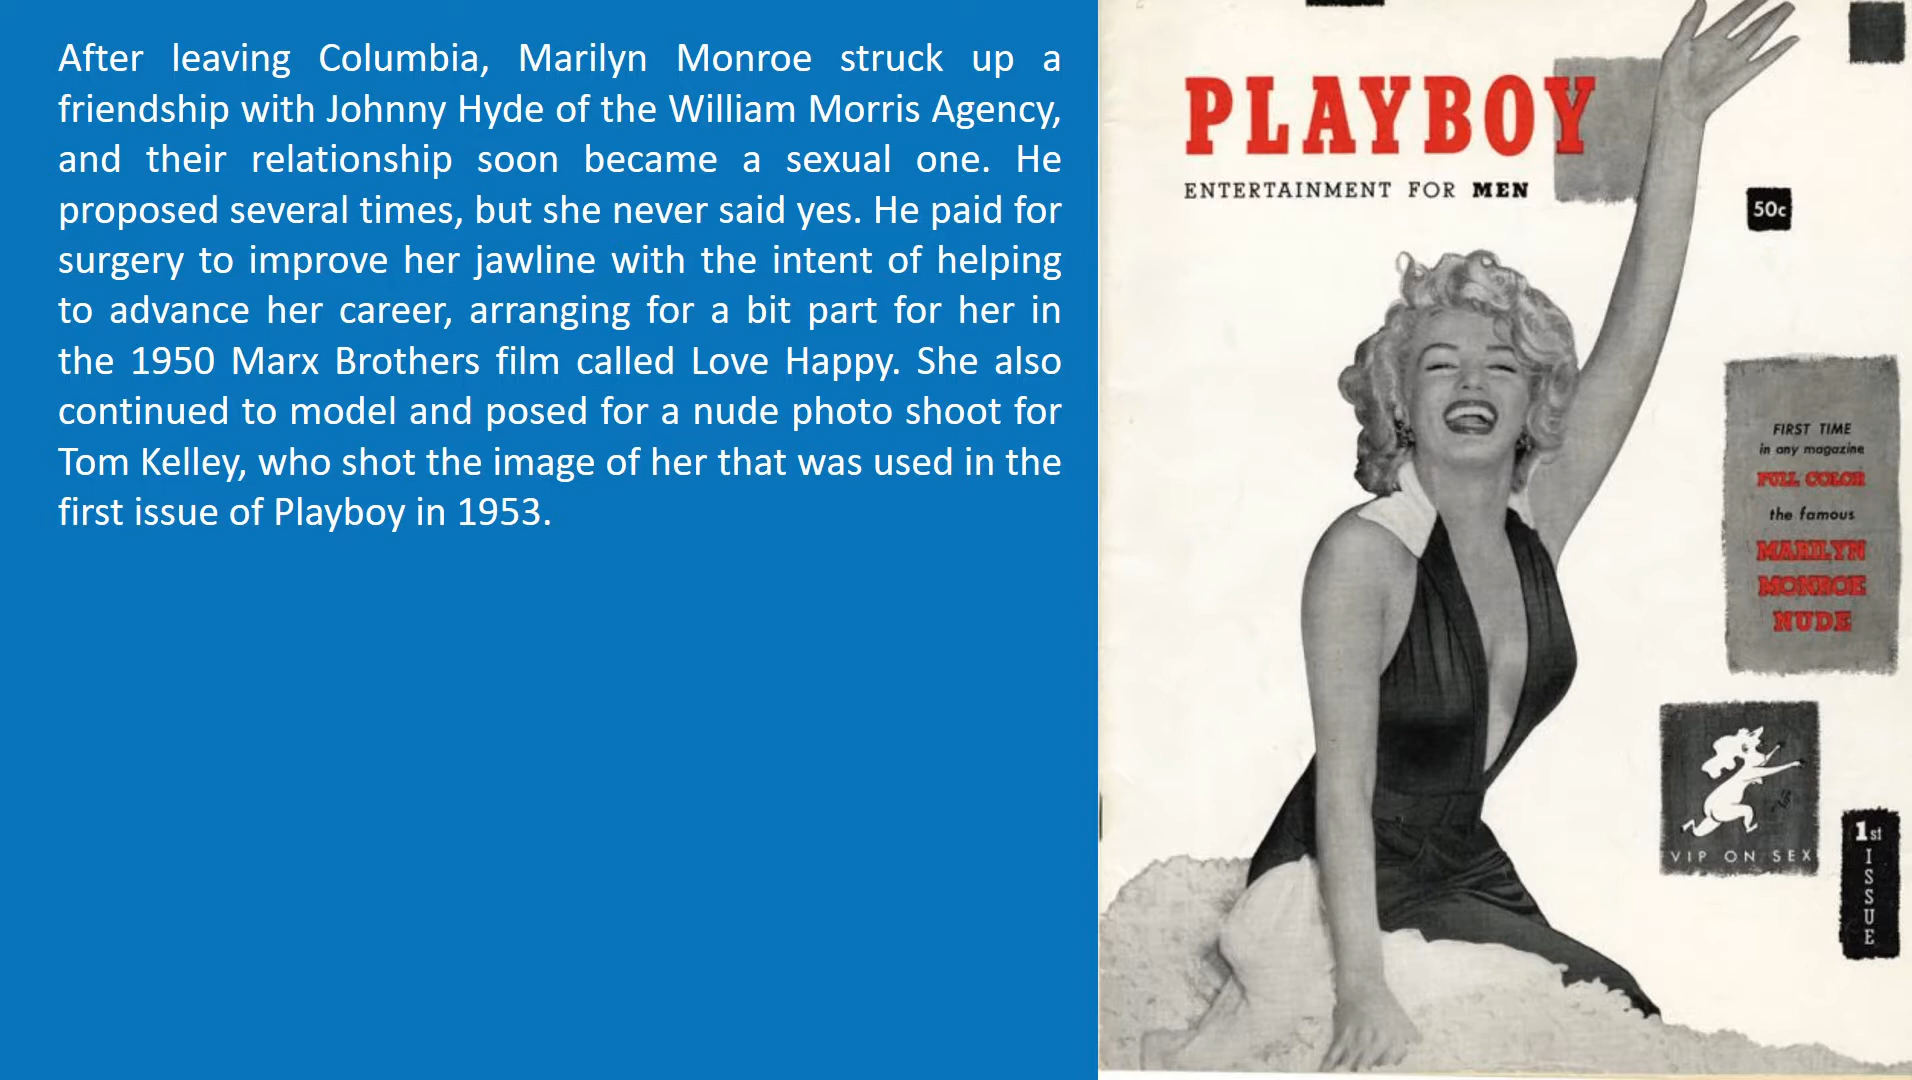 After leaving Columbia, Marilyn Monroe struck up a
friendship with Johnny Hyde of the William Morris Agency,
and their relationship soon became a sexual one. He
proposed several times, but she never said yes. He paid for
surgery to improve her jawline with the intent of helping
to advance her career, arranging for a bit part for her in
the 1950 Marx Brothers film called Love Happy. She also
continued to model and posed for a nude photo shoot for
Tom Kelley, who shot the image of her that was used in the
first issue of Playboy in 1953.
PLAYBOY
ENTERTAINMENT FOR MEN
50c
FIRST TIME
in any magazine
FULL COLOR
the famous
MARILYN
MONROE
NUDE
VIP ON SEX
1st
ISSUE